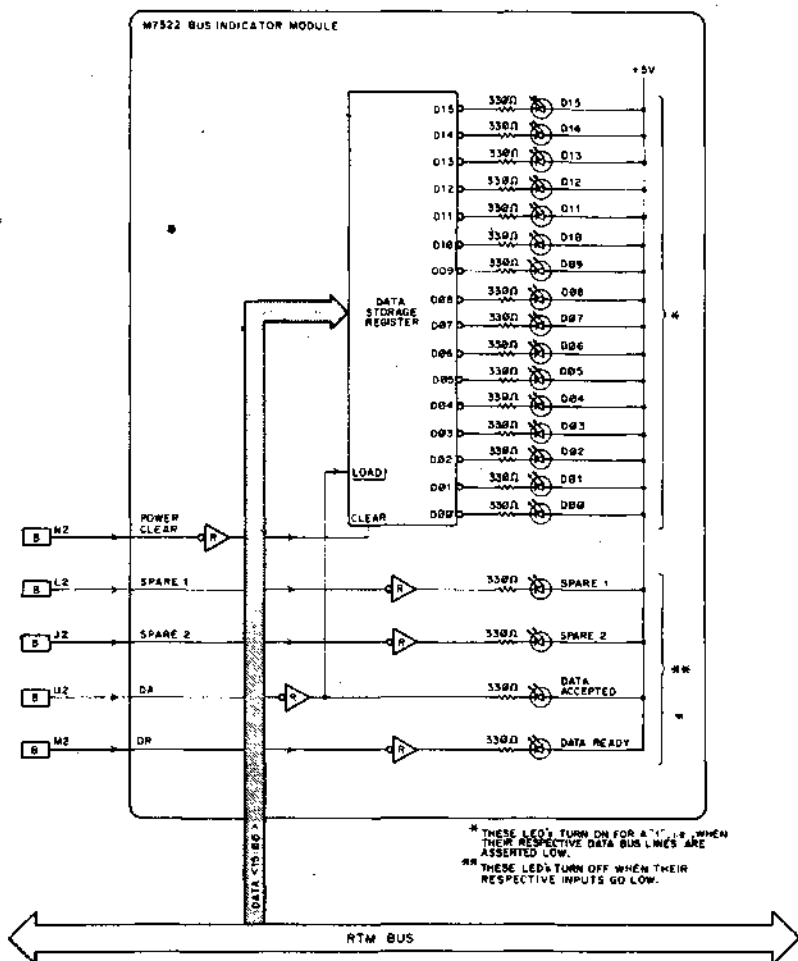 M7522 BUS INDICATOR MODULE
+5V
D15 330Ω D15
D14 330Ω D14
D13 330Ω D13
D12 330Ω D12
D11 330Ω D11
D10 330Ω D10
D09 330Ω D09
D08 330Ω D08
DATA STORAGE REGISTER
D07 330Ω D07
*
D06 330Ω D06
D05 330Ω D05
D04 330Ω D04
D03 330Ω D03
D02 330Ω D02
LOAD
D01 330Ω D01
CLEAR
D00 330Ω D00
B N2 POWER CLEAR R
B L2 SPARE 1 R 330Ω SPARE 1
B J2 SPARE 2 R 330Ω SPARE 2
**
B DA R 330Ω DATA ACCEPTED
B M2 DR R 330Ω DATA READY
DATA <15:00>
* THESE LED's TURN ON FOR A WHEN
THEIR RESPECTIVE DATA BUS LINES ARE
ASSERTED LOW.
** THESE LED's TURN OFF WHEN THEIR
RESPECTIVE INPUTS GO LOW.
RTM BUS